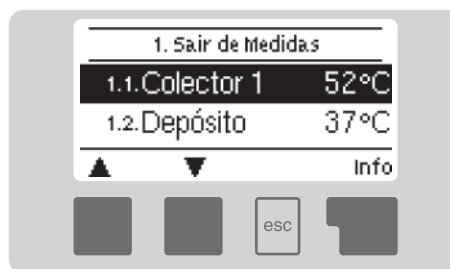 1. Sair de Medidas
1.1.Colector 1 52°C
1.2.Depósito 37°C
▲ ▼ Info
esc